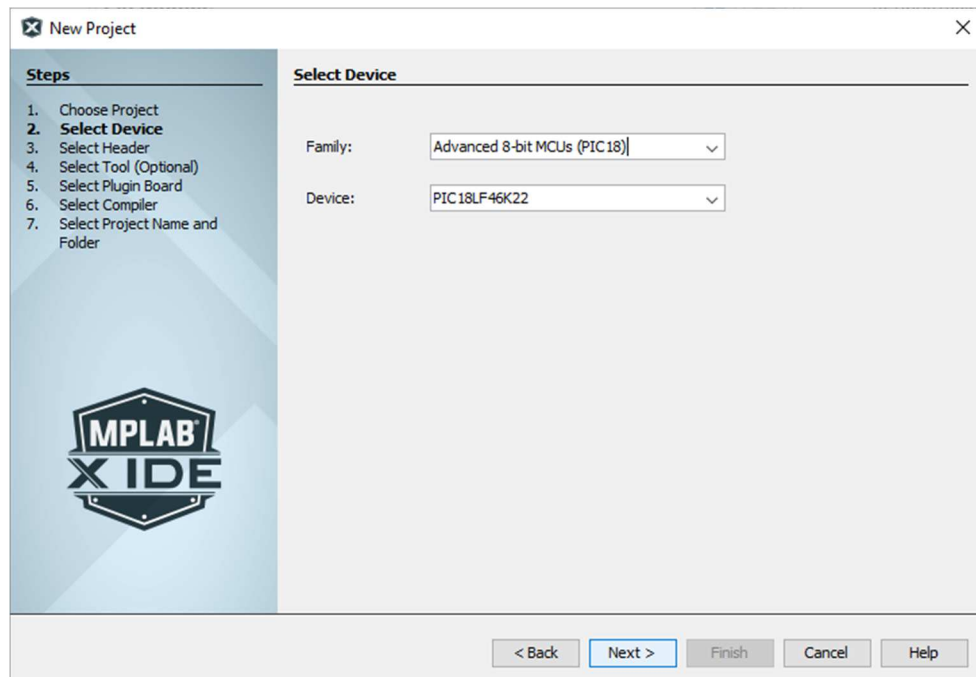 New Project
Steps
1. Choose Project
2. Select Device
3. Select Header
4. Select Tool (Optional)
5. Select Plugin Board
6. Select Compiler
7. Select Project Name and
Folder
MPLAB®
X IDE
Select Device
Family: Advanced 8-bit MCUs (PIC18)
Device: PIC18LF46K22
< Back Next > Finish Cancel Help